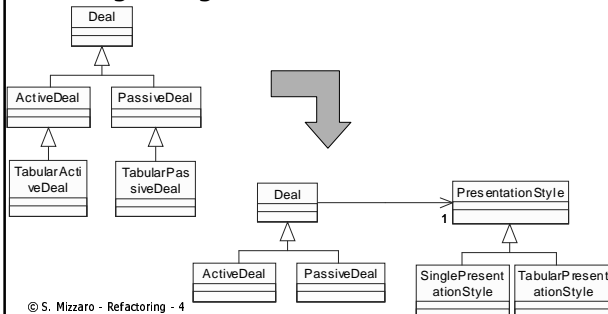 Deal
ActiveDeal
PassiveDeal
TabularActi
veDeal
TabularPas
siveDeal
Deal
PresentationStyle
1
ActiveDeal
PassiveDeal
SinglePresent
ationStyle
TabularPresent
ationStyle
© S. Mizzaro - Refactoring - 4